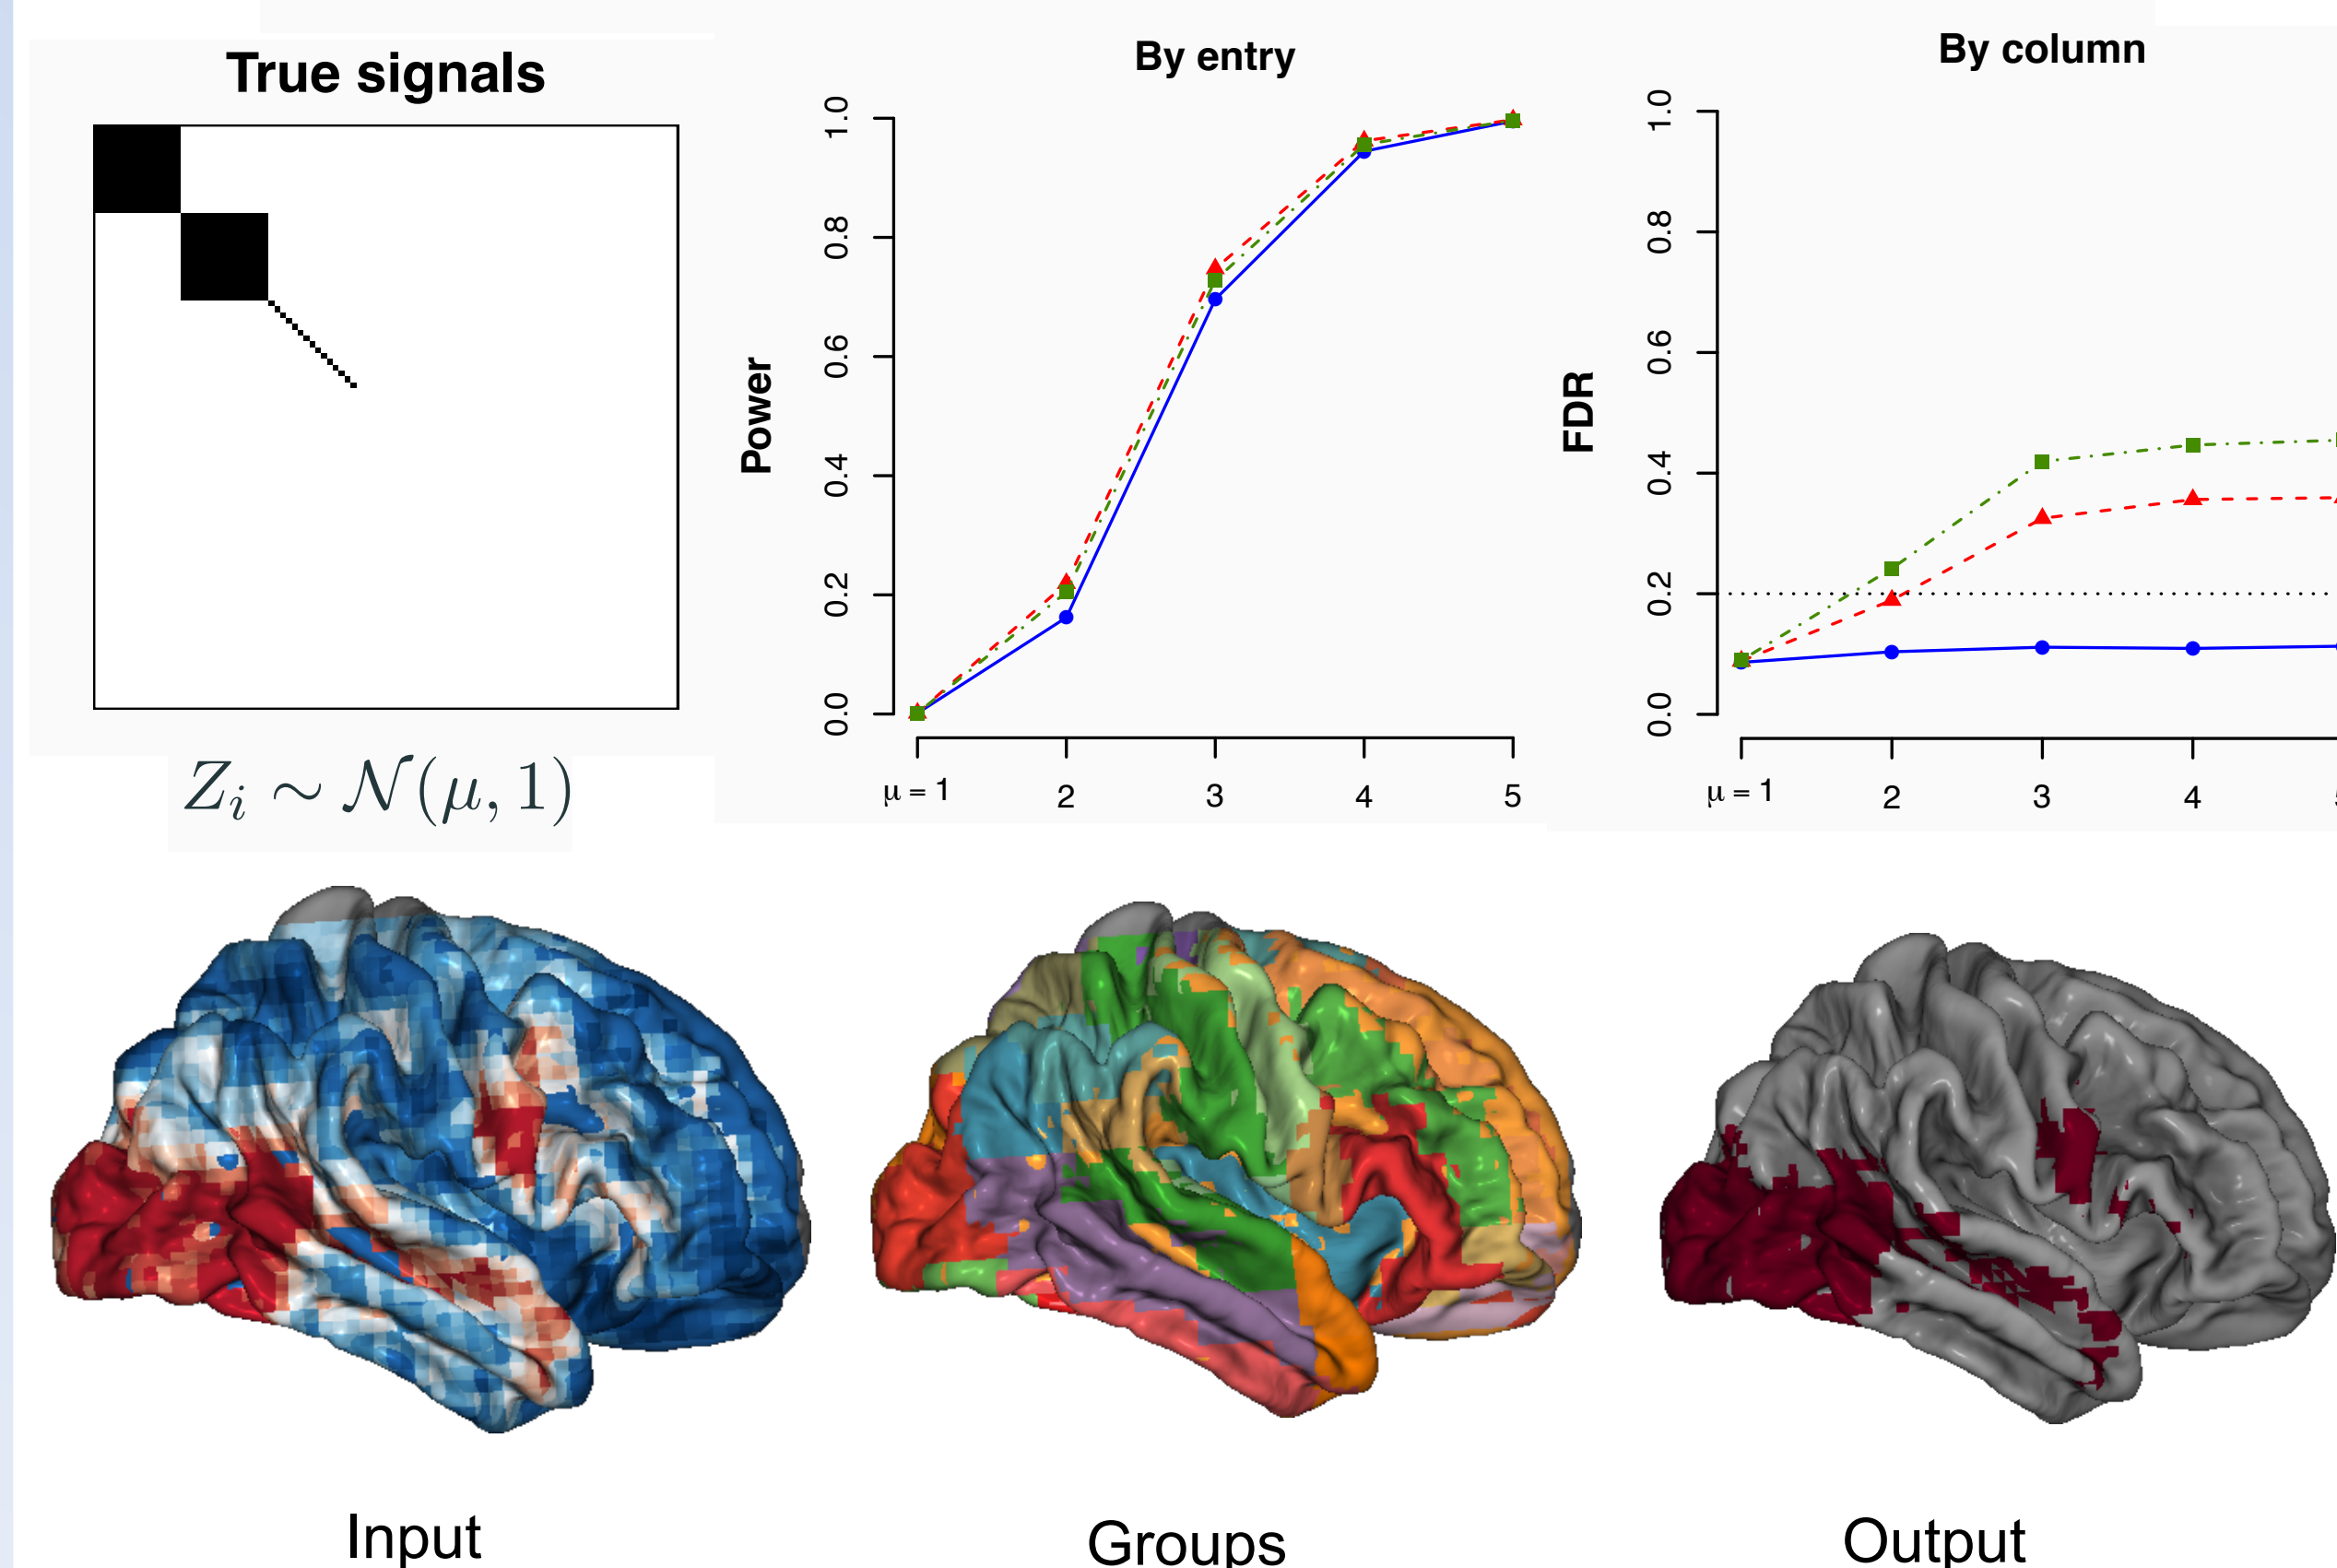 True signals
Z_i ∼ 𝒩(μ, 1)
By entry
Power
1.0
0.8
0.6
0.4
0.2
0.0
μ = 1 2 3 4 5
By column
FDR
1.0
0.8
0.6
0.4
0.2
0.0
μ = 1 2 3 4
Input
Groups
Output